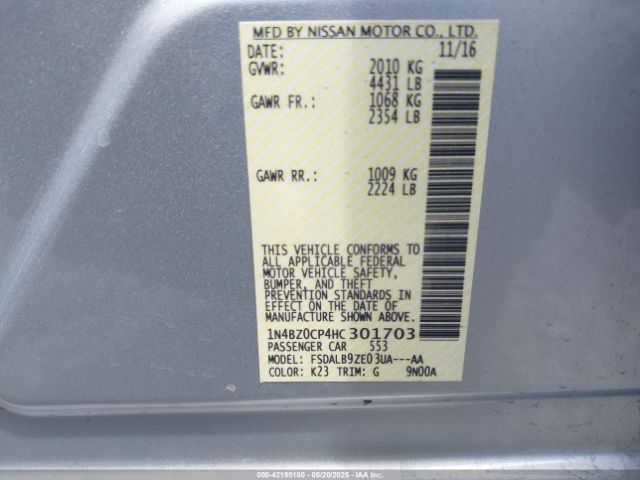 MFD BY NISSAN MOTOR CO., LTD.
DATE: 11/16
GVWR: 2010 KG
4431 LB
GAWR FR.: 1068 KG
2354 LB
GAWR RR.: 1009 KG
2224 LB
THIS VEHICLE CONFORMS TO
ALL APPLICABLE FEDERAL
MOTOR VEHICLE SAFETY,
BUMPER, AND THEFT
PREVENTION STANDARDS IN
EFFECT ON THE DATE OF
MANUFACTURE SHOWN ABOVE.
1N4BZ0CP4HC301703
PASSENGER CAR 553
MODEL: FSDALB9ZE03UA---AA
COLOR: K23 TRIM: G 9N00A
000-42195180 - 05/20/2025 - IAA Inc.